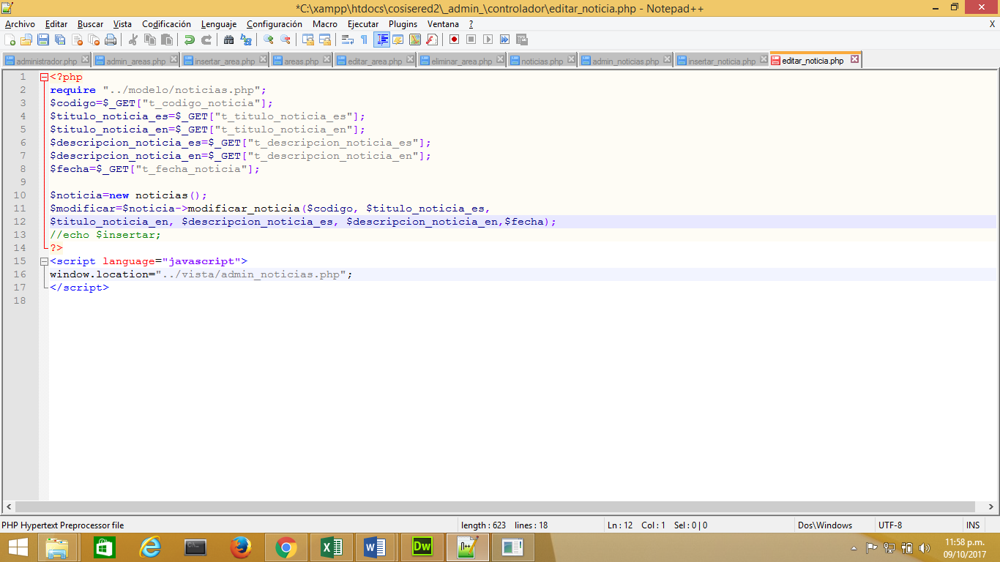 *C:\xampp\htdocs\cosisered2\_admin_\controlador\editar_noticia.php - Notepad++
Archivo Editar Buscar Vista Codificación Lenguaje Configuración Macro Ejecutar Plugins Ventana ? X
administrador.php admin_areas.php insertar_area.php areas.php editar_area.php eliminar_area.php noticias.php admin_noticias.php insertar_noticia.php editar_noticia.php
1 <?php
2 require "../modelo/noticias.php";
3 $codigo=$_GET["t_codigo_noticia"];
4 $titulo_noticia_es=$_GET["t_titulo_noticia_es"];
5 $titulo_noticia_en=$_GET["t_titulo_noticia_en"];
6 $descripcion_noticia_es=$_GET["t_descripcion_noticia_es"];
7 $descripcion_noticia_en=$_GET["t_descripcion_noticia_en"];
8 $fecha=$_GET["t_fecha_noticia"];
9
10 $noticia=new noticias();
11 $modificar=$noticia->modificar_noticia($codigo, $titulo_noticia_es,
12 $titulo_noticia_en, $descripcion_noticia_es, $descripcion_noticia_en,$fecha);
13 //echo $insertar;
14 ?>
15 <script language="javascript">
16 window.location="../vista/admin_noticias.php";
17 </script>
18
PHP Hypertext Preprocessor file length : 623 lines : 18 Ln : 12 Col : 1 Sel : 0 | 0 Dos\Windows UTF-8 INS
Dw
11:58 p.m.
09/10/2017